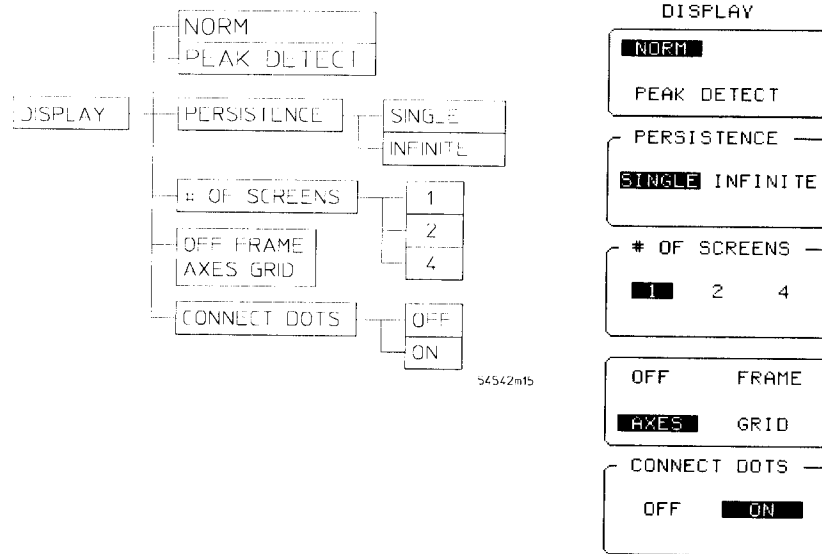 NORM
PEAK DETECT
DISPLAY
PERSISTENCE
SINGLE
INFINITE
# OF SCREENS
1
2
4
OFF FRAME
AXES GRID
CONNECT DOTS
OFF
ON
54542m15
DISPLAY
NORM
PEAK DETECT
PERSISTENCE
SINGLE INFINITE
# OF SCREENS
1 2 4
OFF FRAME
AXES GRID
CONNECT DOTS
OFF ON